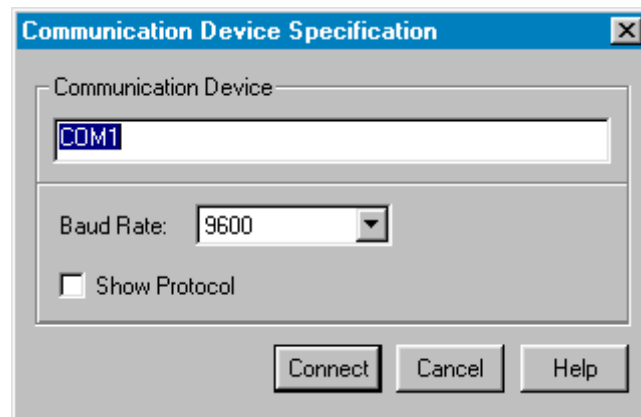 Communication Device Specification
Communication Device
COM1
Baud Rate: 9600
Show Protocol
Connect Cancel Help